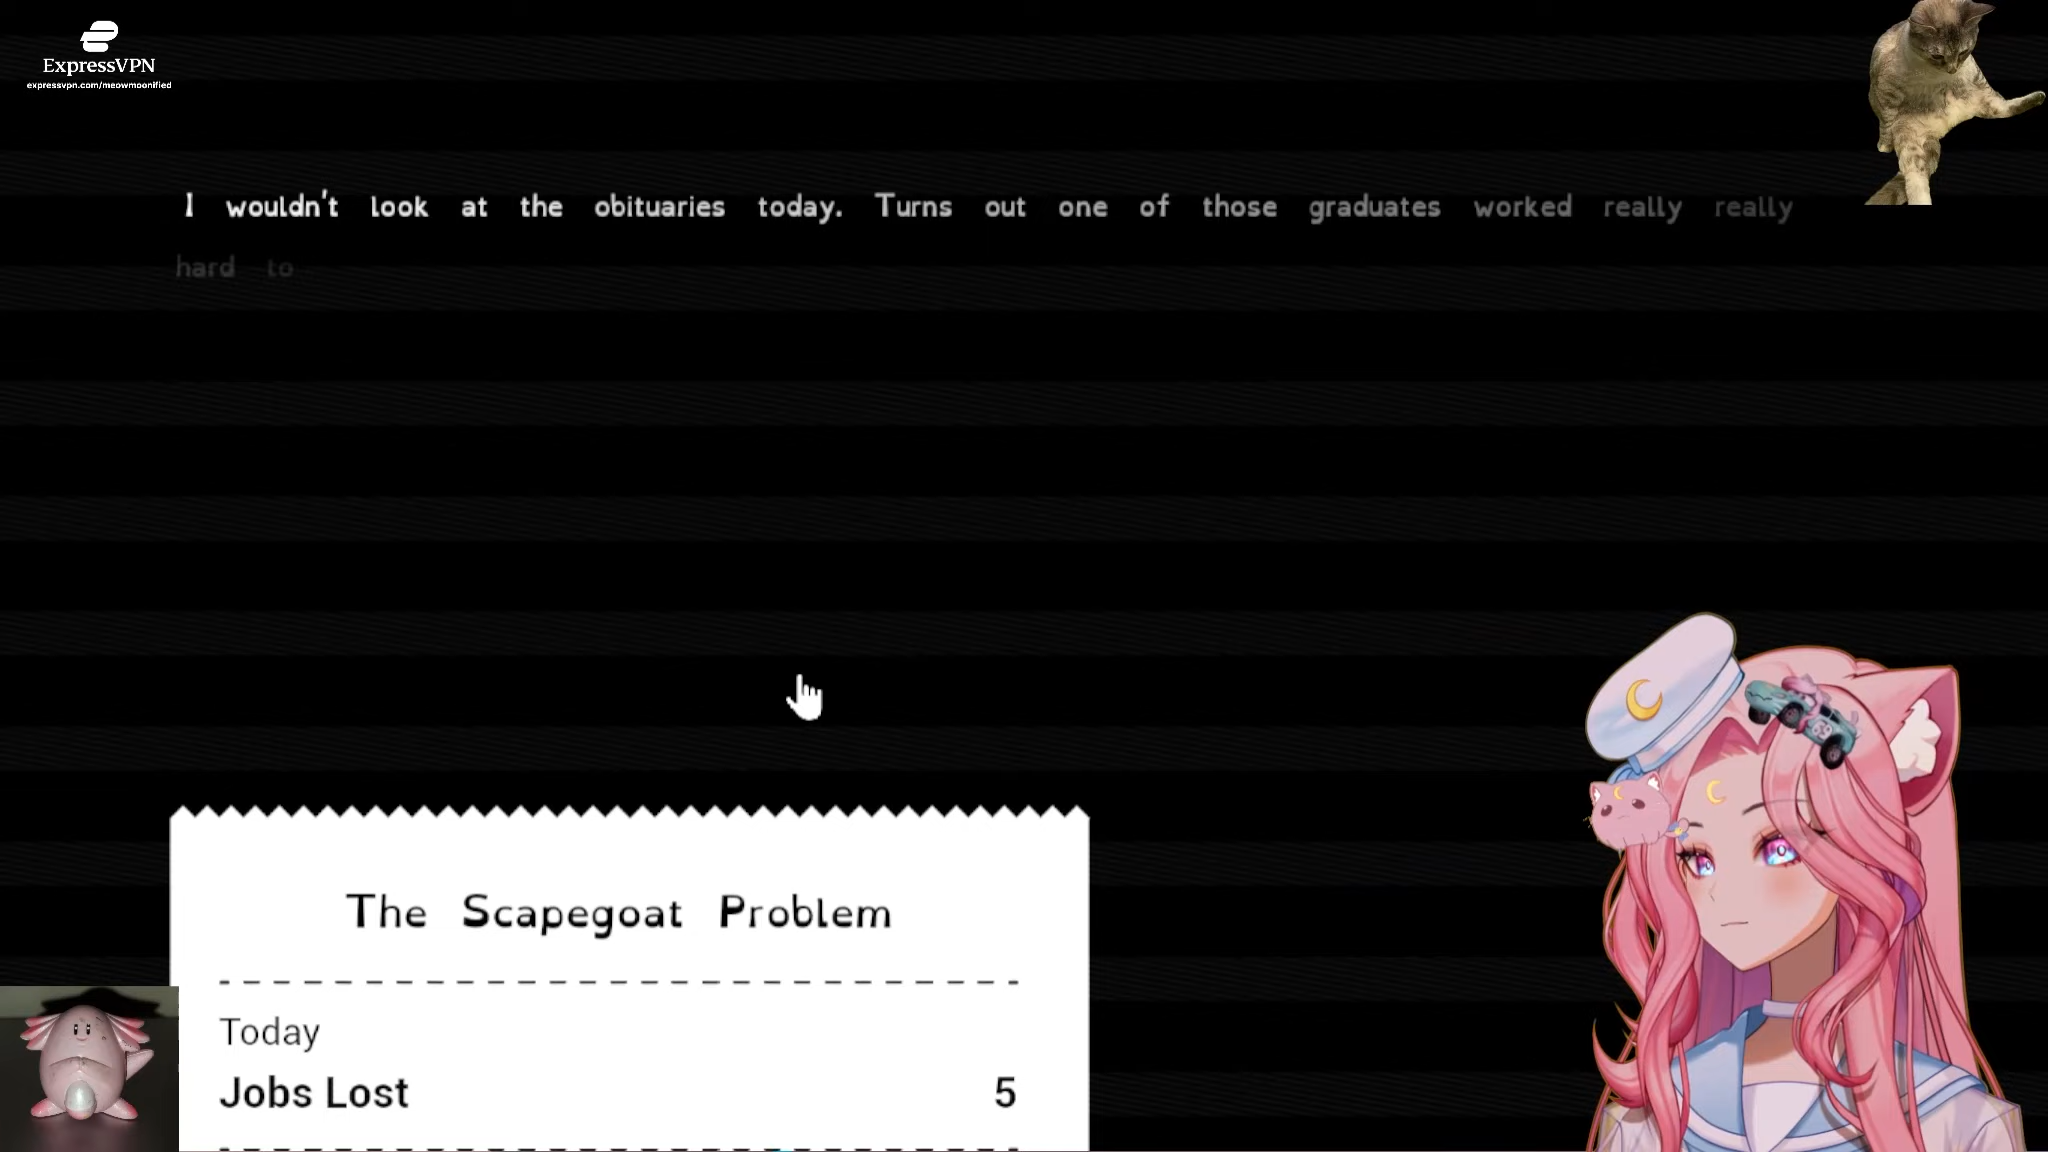 ExpressVPN
expressvpn.com/meowmoonified
I wouldn't look at the obituaries today. Turns out one of those graduates worked really really
hard to
The Scapegoat Problem
Today
Jobs Lost 5